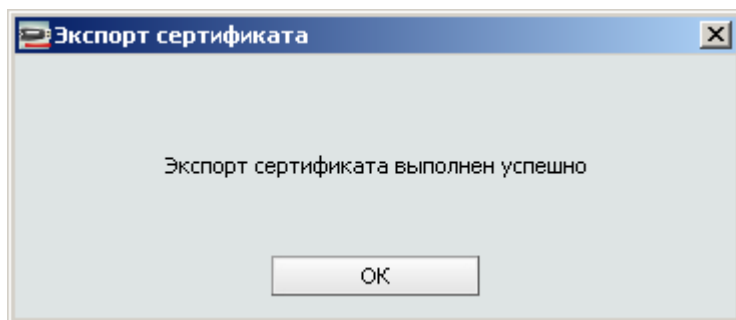 Экспорт сертификата
Экспорт сертификата выполнен успешно
OK